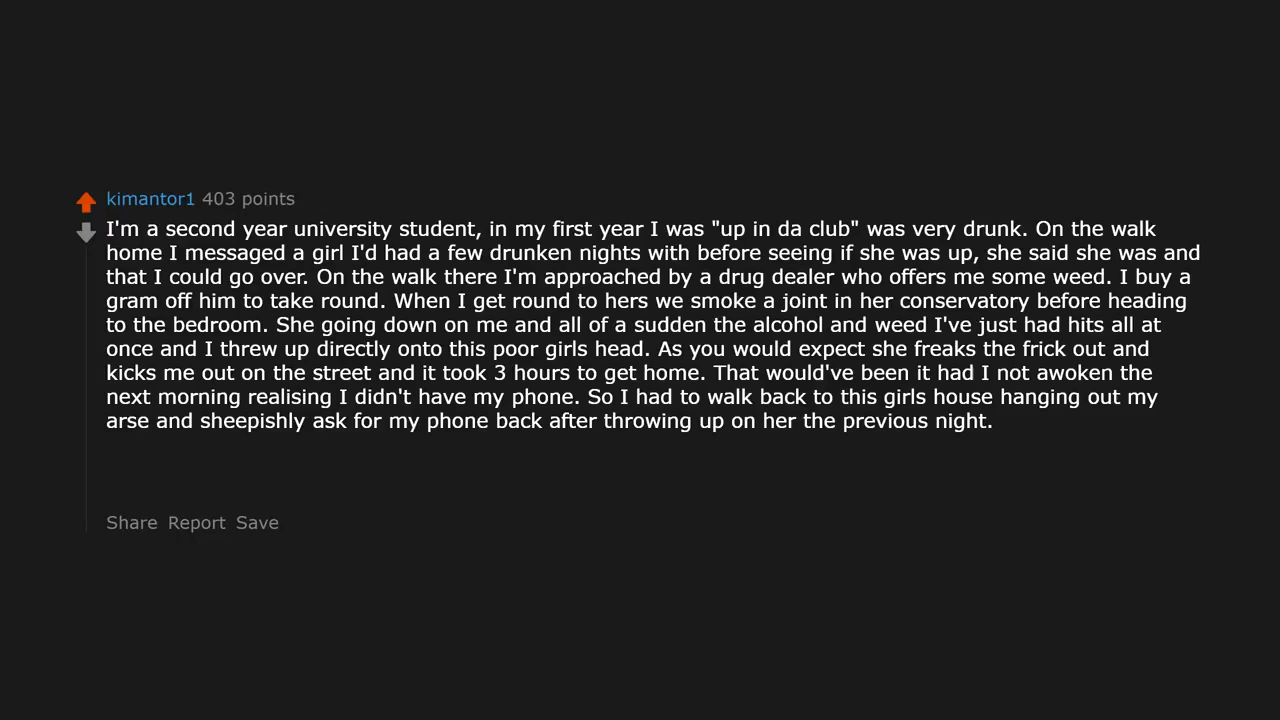 kimantor1 403 points
I'm a second year university student, in my first year I was "up in da club" was very drunk. On the walk
home I messaged a girl I'd had a few drunken nights with before seeing if she was up, she said she was and
that I could go over. On the walk there I'm approached by a drug dealer who offers me some weed. I buy a
gram off him to take round. When I get round to hers we smoke a joint in her conservatory before heading
to the bedroom. She going down on me and all of a sudden the alcohol and weed I've just had hits all at
once and I threw up directly onto this poor girls head. As you would expect she freaks the frick out and
kicks me out on the street and it took 3 hours to get home. That would've been it had I not awoken the
next morning realising I didn't have my phone. So I had to walk back to this girls house hanging out my
arse and sheepishly ask for my phone back after throwing up on her the previous night.
Share Report Save